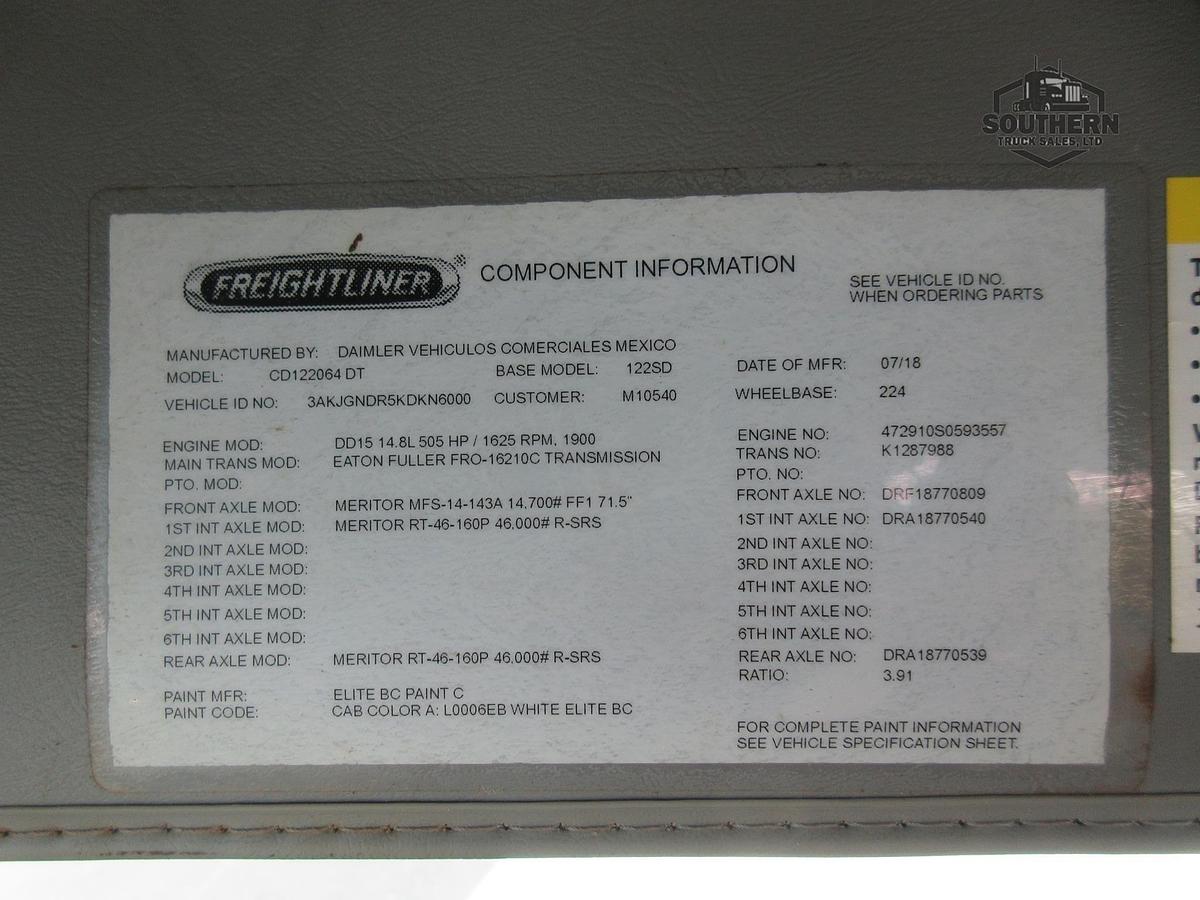 SOUTHERN
TRUCK SALES, LTD
FREIGHTLINER COMPONENT INFORMATION
SEE VEHICLE ID NO.
WHEN ORDERING PARTS
MANUFACTURED BY: DAIMLER VEHICULOS COMERCIALES MEXICO
MODEL: CD122064 DT BASE MODEL: 122SD DATE OF MFR: 07/18
VEHICLE ID NO: 3AKJGNDR5KDKN6000 CUSTOMER: M10540 WHEELBASE: 224
ENGINE MOD: DD15 14.8L 505 HP / 1625 RPM, 1900 ENGINE NO: 472910S0593557
MAIN TRANS MOD: EATON FULLER FRO-16210C TRANSMISSION TRANS NO: K1287988
PTO. MOD: PTO. NO:
FRONT AXLE MOD: MERITOR MFS-14-143A 14.700# FF1 71.5" FRONT AXLE NO: DRF18770809
1ST INT AXLE MOD: MERITOR RT-46-160P 46.000# R-SRS 1ST INT AXLE NO: DRA18770540
2ND INT AXLE MOD: 2ND INT AXLE NO:
3RD INT AXLE MOD: 3RD INT AXLE NO:
4TH INT AXLE MOD: 4TH INT AXLE NO:
5TH INT AXLE MOD: 5TH INT AXLE NO:
6TH INT AXLE MOD: 6TH INT AXLE NO:
REAR AXLE MOD: MERITOR RT-46-160P 46.000# R-SRS REAR AXLE NO: DRA18770539
RATIO: 3.91
PAINT MFR: ELITE BC PAINT C
PAINT CODE: CAB COLOR A: L0006EB WHITE ELITE BC
FOR COMPLETE PAINT INFORMATION
SEE VEHICLE SPECIFICATION SHEET.